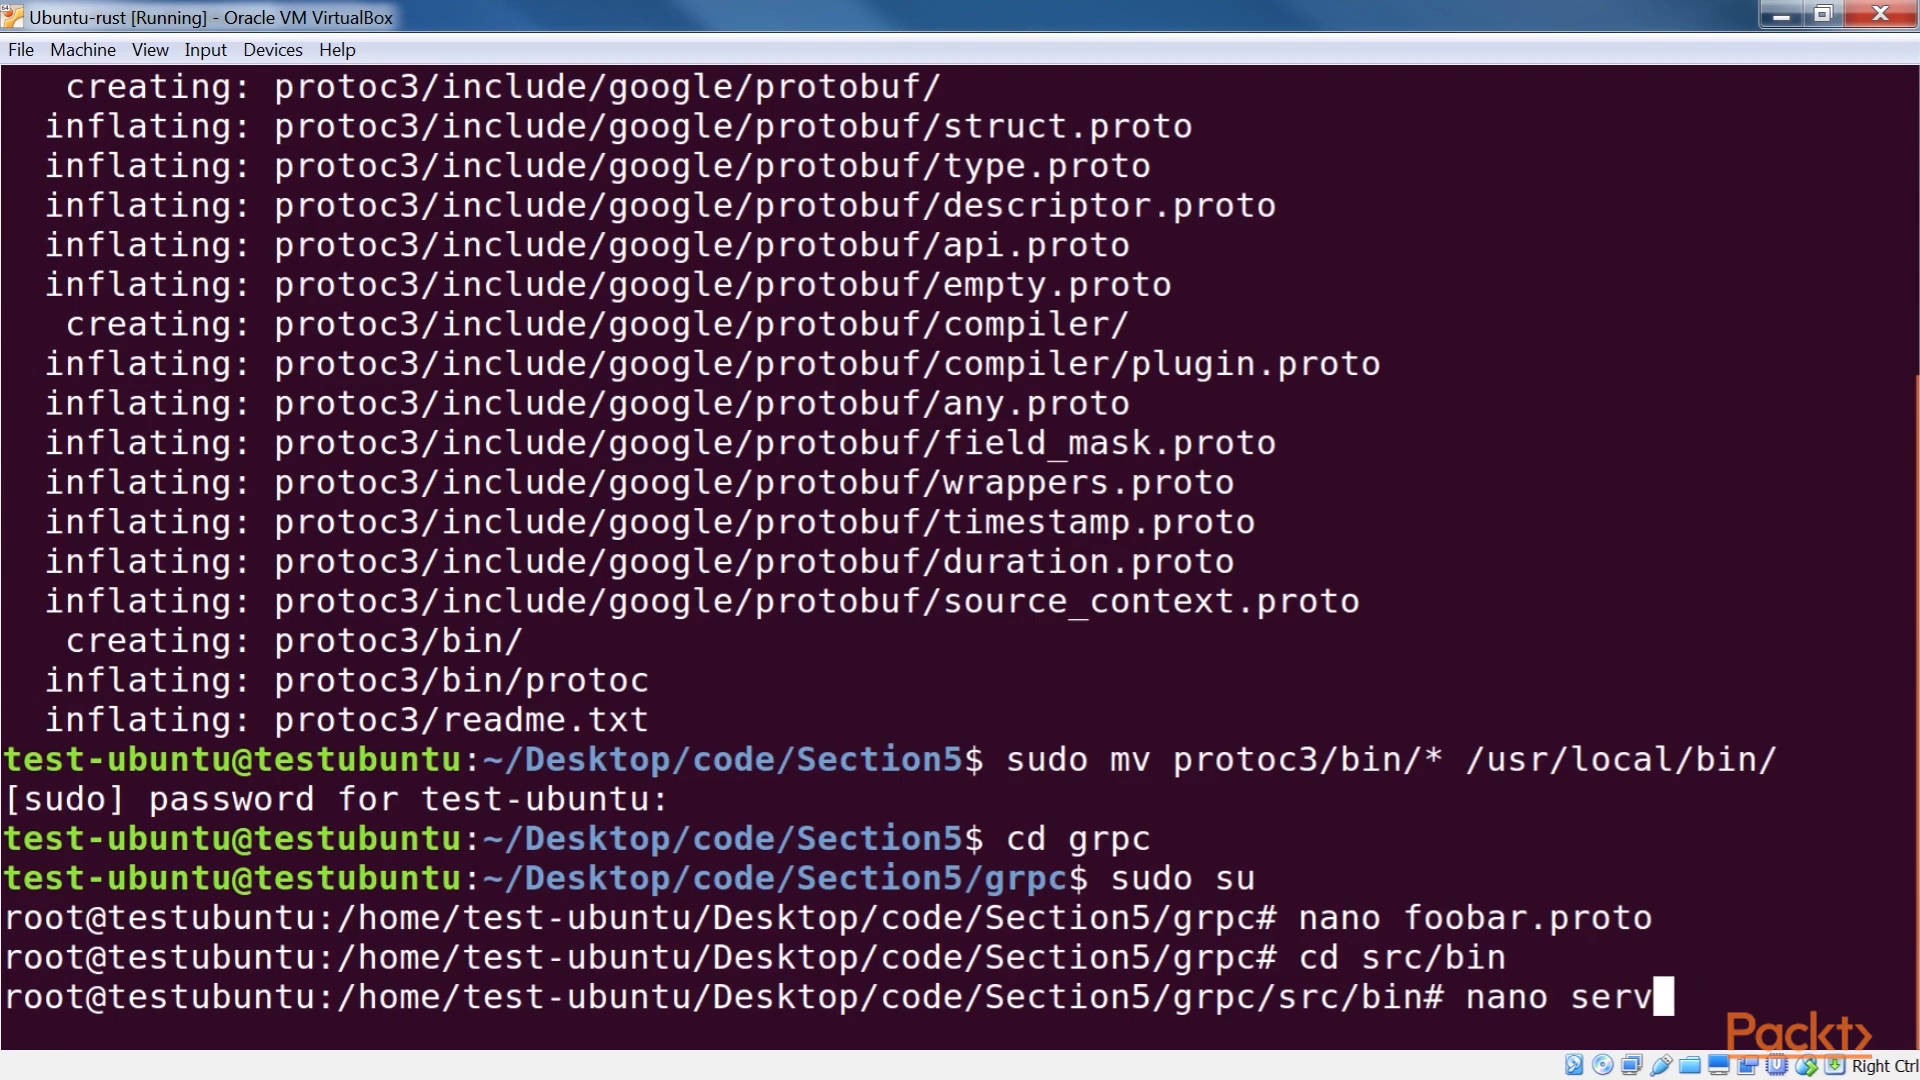 Ubuntu-rust [Running] - Oracle VM VirtualBox
File Machine View Input Devices Help
creating: protoc3/include/google/protobuf/
inflating: protoc3/include/google/protobuf/struct.proto
inflating: protoc3/include/google/protobuf/type.proto
inflating: protoc3/include/google/protobuf/descriptor.proto
inflating: protoc3/include/google/protobuf/api.proto
inflating: protoc3/include/google/protobuf/empty.proto
creating: protoc3/include/google/protobuf/compiler/
inflating: protoc3/include/google/protobuf/compiler/plugin.proto
inflating: protoc3/include/google/protobuf/any.proto
inflating: protoc3/include/google/protobuf/field_mask.proto
inflating: protoc3/include/google/protobuf/wrappers.proto
inflating: protoc3/include/google/protobuf/timestamp.proto
inflating: protoc3/include/google/protobuf/duration.proto
inflating: protoc3/include/google/protobuf/source_context.proto
creating: protoc3/bin/
inflating: protoc3/bin/protoc
inflating: protoc3/readme.txt
test-ubuntu@testubuntu:~/Desktop/code/Section5$ sudo mv protoc3/bin/* /usr/local/bin/
[sudo] password for test-ubuntu:
test-ubuntu@testubuntu:~/Desktop/code/Section5$ cd grpc
test-ubuntu@testubuntu:~/Desktop/code/Section5/grpc$ sudo su
root@testubuntu:/home/test-ubuntu/Desktop/code/Section5/grpc# nano foobar.proto
root@testubuntu:/home/test-ubuntu/Desktop/code/Section5/grpc# cd src/bin
root@testubuntu:/home/test-ubuntu/Desktop/code/Section5/grpc/src/bin# nano serv
Packt>
Right Ctrl